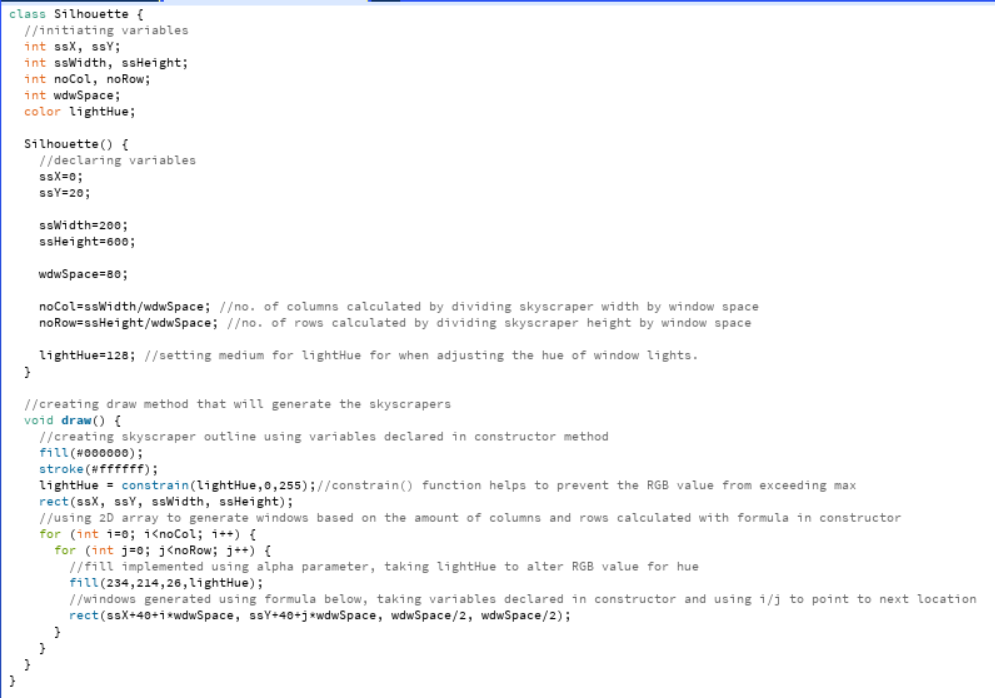 class Silhouette {
//initiating variables
int ssX, ssY;
int ssWidth, ssHeight;
int noCol, noRow;
int wdwSpace;
color lightHue;
Silhouette() {
//declaring variables
ssX=0;
ssY=20;
ssWidth=200;
ssHeight=600;
wdwSpace=80;
noCol=ssWidth/wdwSpace; //no. of columns calculated by dividing skyscraper width by window space
noRow=ssHeight/wdwSpace; //no. of rows calculated by dividing skyscraper height by window space
lightHue=128; //setting medium for lightHue for when adjusting the hue of window lights.
}
//creating draw method that will generate the skyscrapers
void draw() {
//creating skyscraper outline using variables declared in constructor method
fill(#000000);
stroke(#ffffff);
lightHue = constrain(lightHue,0,255);//constrain() function helps to prevent the RGB value from exceeding max
rect(ssX, ssY, ssWidth, ssHeight);
//using 2D array to generate windows based on the amount of columns and rows calculated with formula in constructor
for (int i=0; i<noCol; i++) {
for (int j=0; j<noRow; j++) {
//fill implemented using alpha parameter, taking lightHue to alter RGB value for hue
fill(234,214,26,lightHue);
//windows generated using formula below, taking variables declared in constructor and using i/j to point to next location
rect(ssX+40+i*wdwSpace, ssY+40+j*wdwSpace, wdwSpace/2, wdwSpace/2);
}
}
}
}